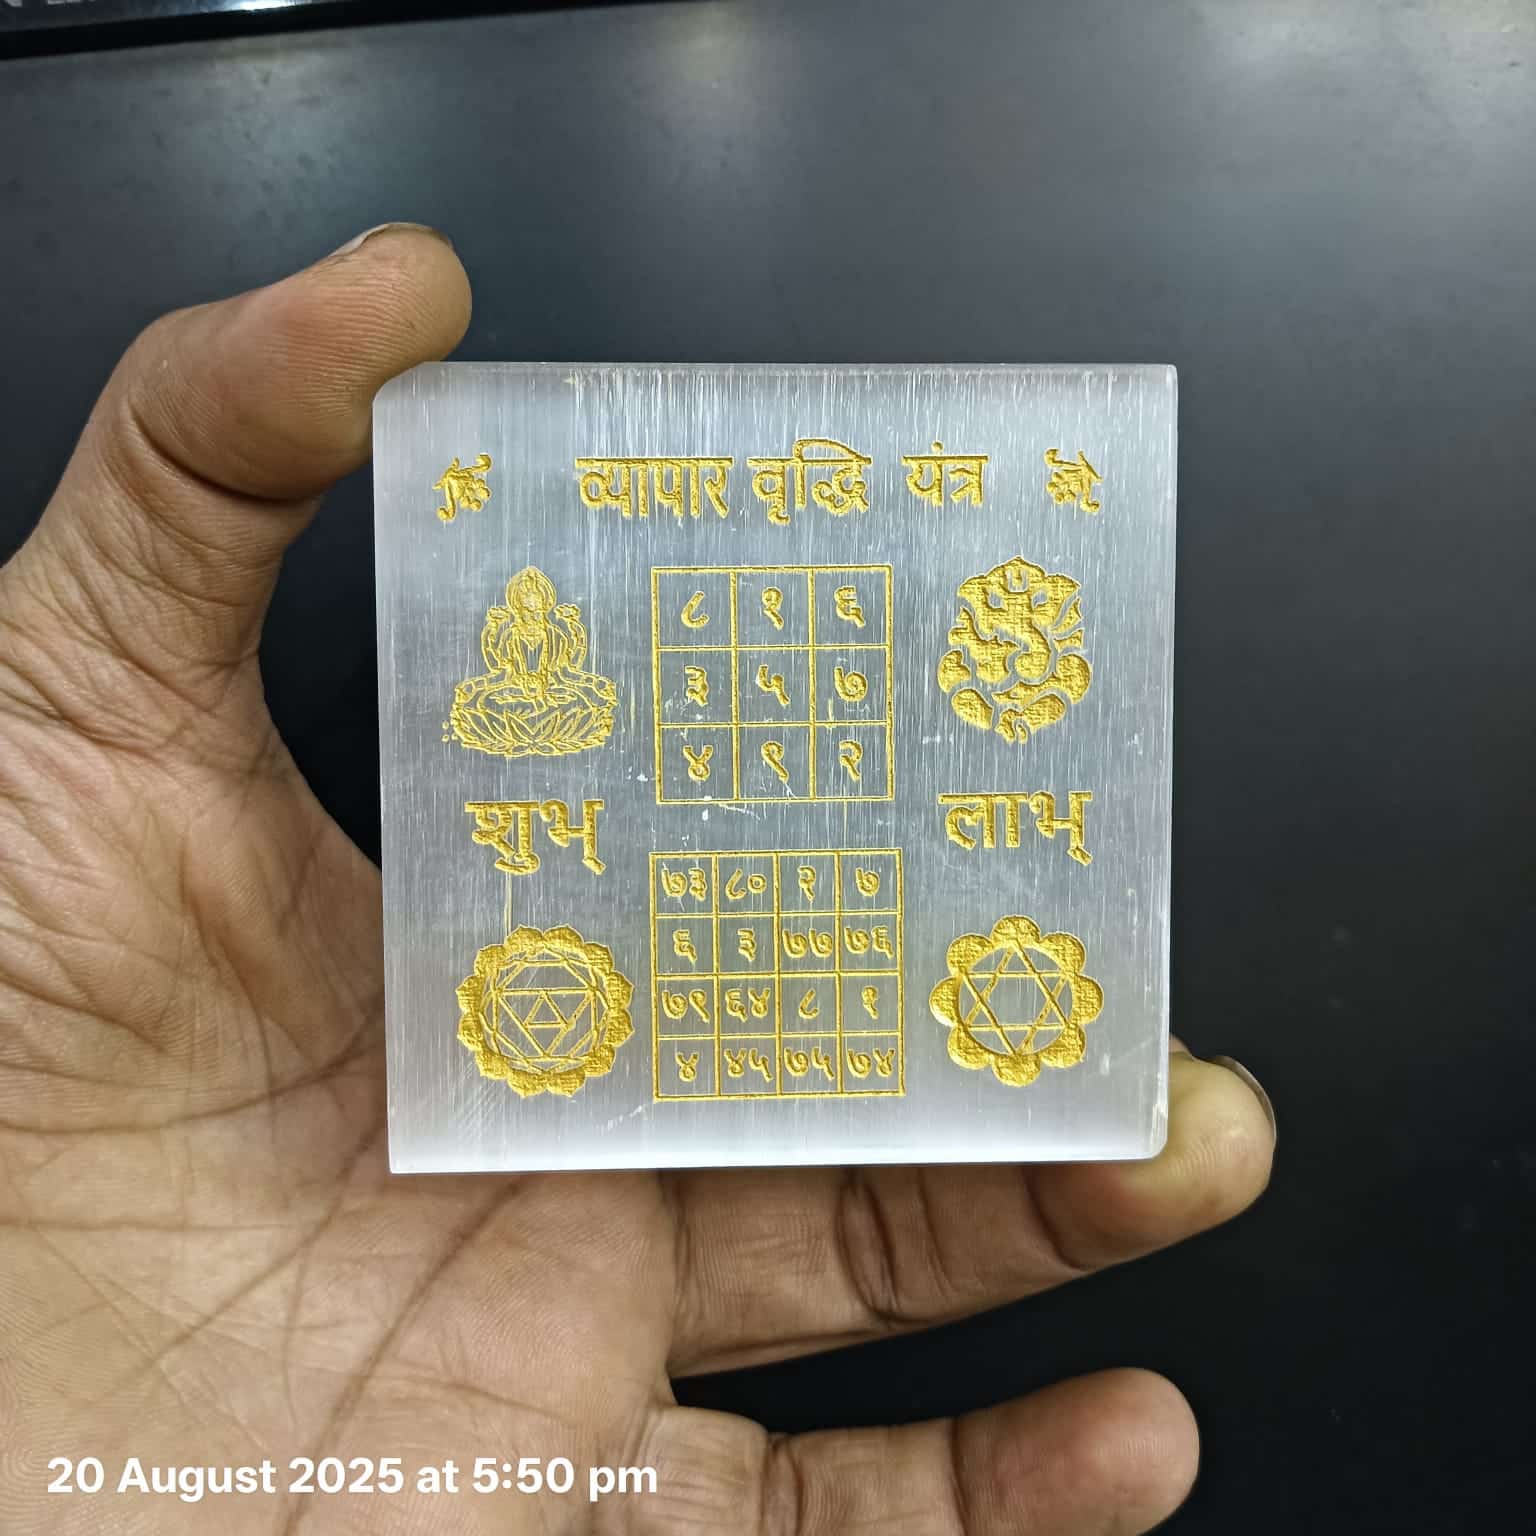 व्यापार वृद्धि यंत्र
८ १ ६
३ ५ ७
४ ९ २
शुभ् लाभ्
७३ ८० २ ७
६ ३ ७७ ७६
७९ ६४ ८ १
४ ४५ ७५ ७४
20 August 2025 at 5:50 pm